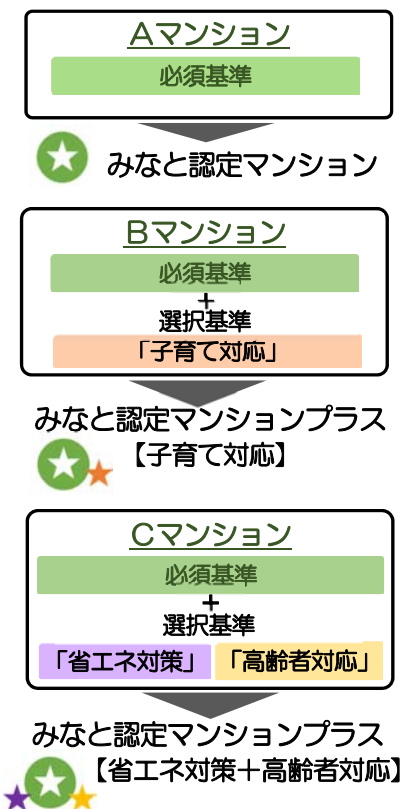 Aマンション
必須基準
みなと認定マンション
Bマンション
必須基準
+
選択基準
「子育て対応」
みなと認定マンションプラス
【子育て対応】
Cマンション
必須基準
+
選択基準
「省エネ対策」 「高齢者対応」
みなと認定マンションプラス
【省エネ対策+高齢者対応】